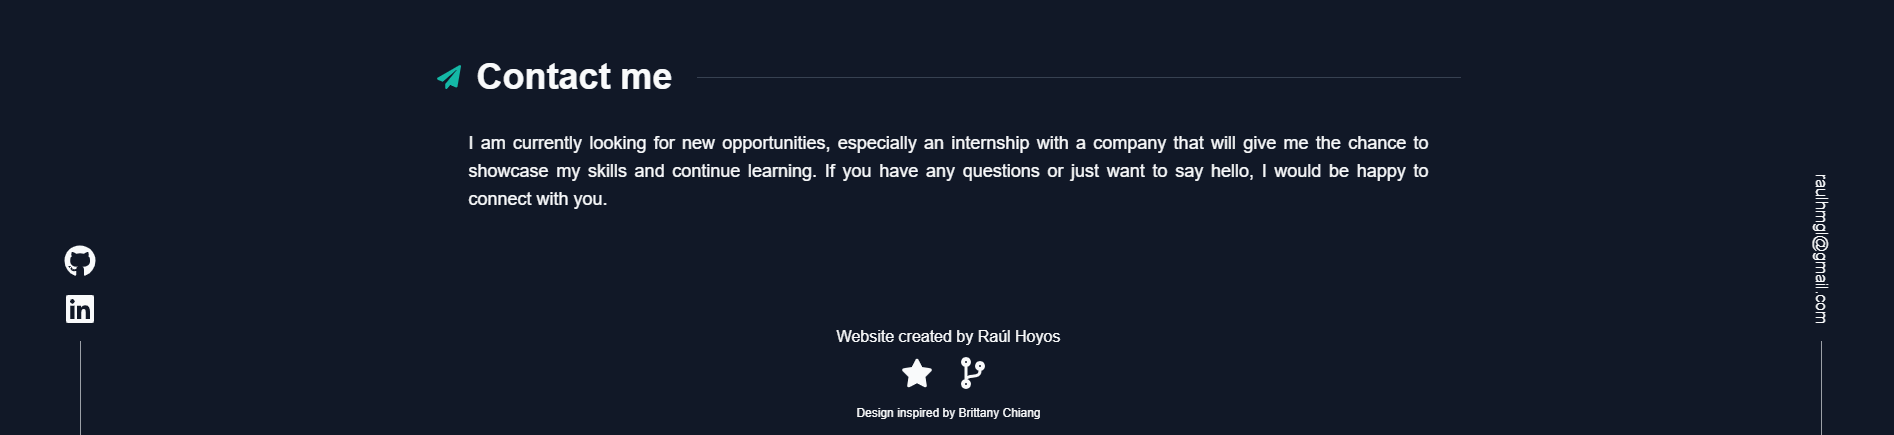 Contact me
I am currently looking for new opportunities, especially an internship with a company that will give me the chance to
showcase my skills and continue learning. If you have any questions or just want to say hello, I would be happy to
connect with you.
raulhmgl@gmail.com
in
Website created by Raúl Hoyos
Design inspired by Brittany Chiang